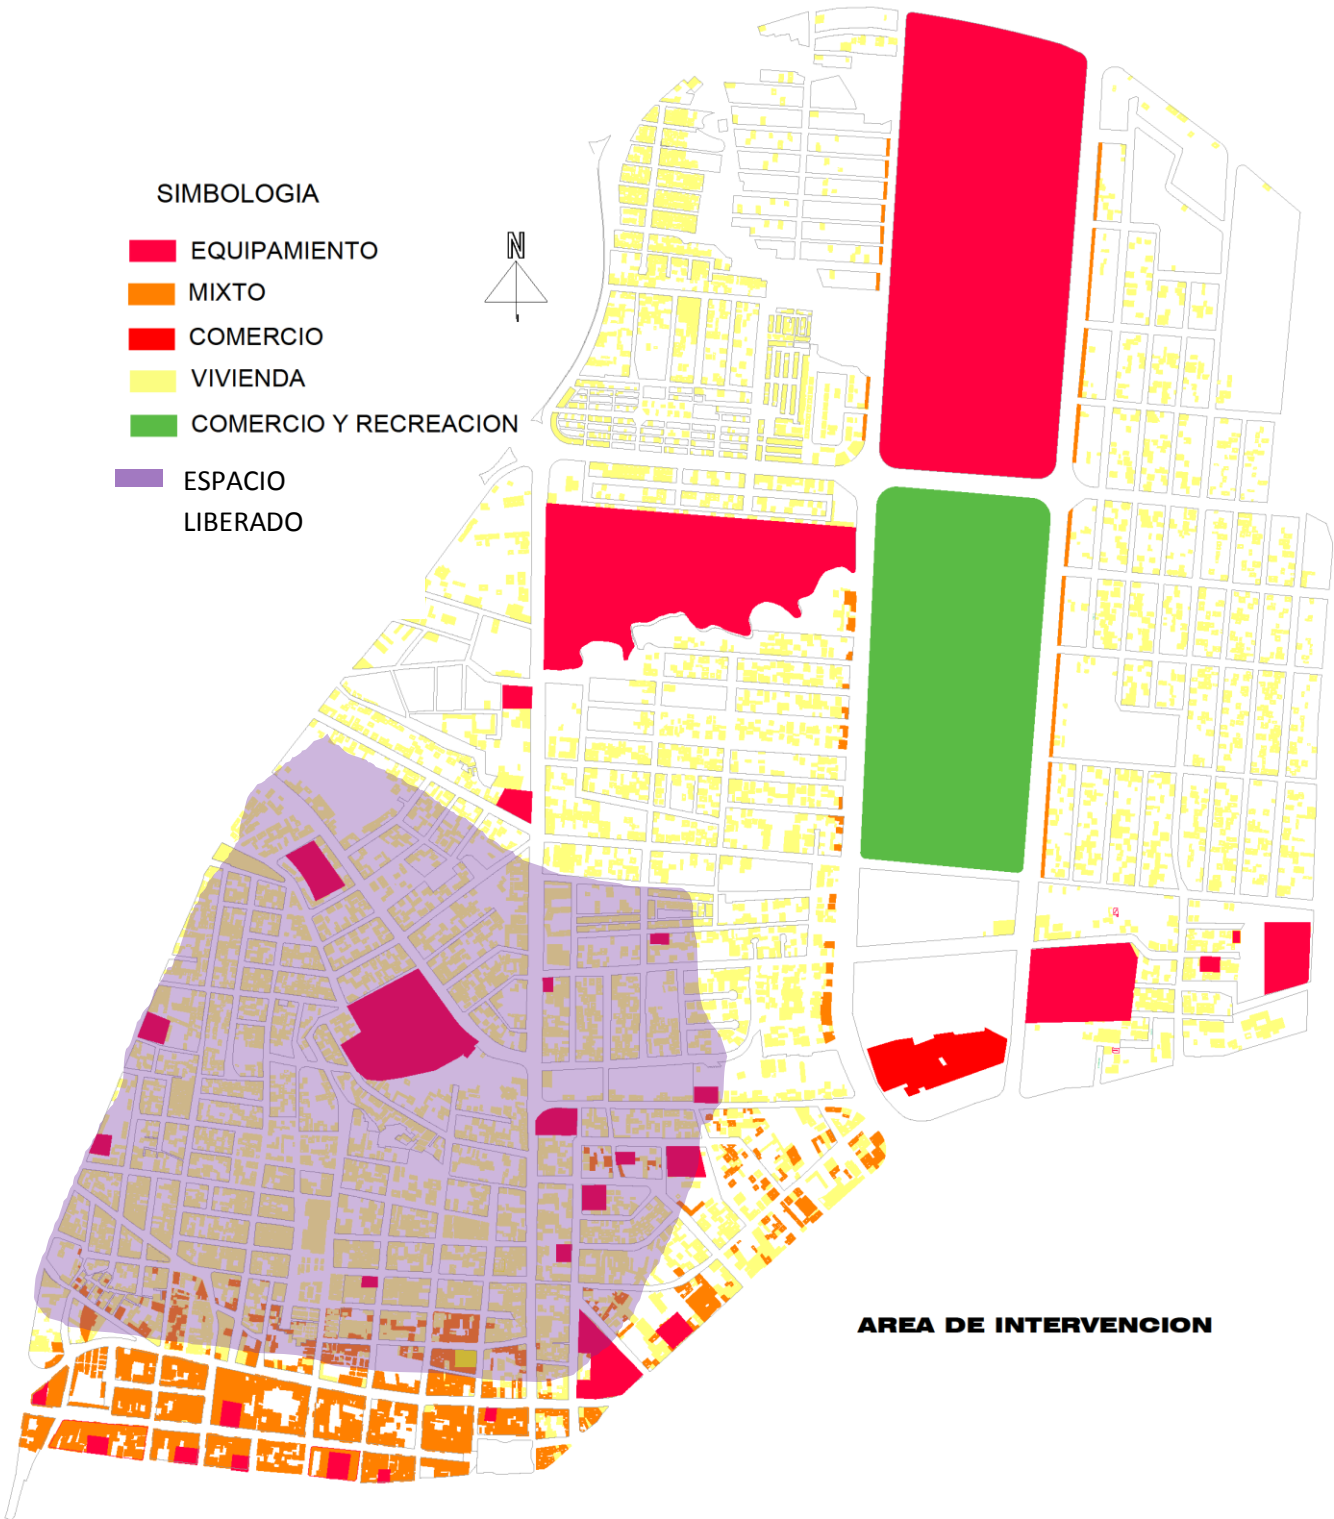 SIMBOLOGIA
N
EQUIPAMIENTO
MIXTO
COMERCIO
VIVIENDA
COMERCIO Y RECREACION
ESPACIO
LIBERADO
AREA DE INTERVENCION